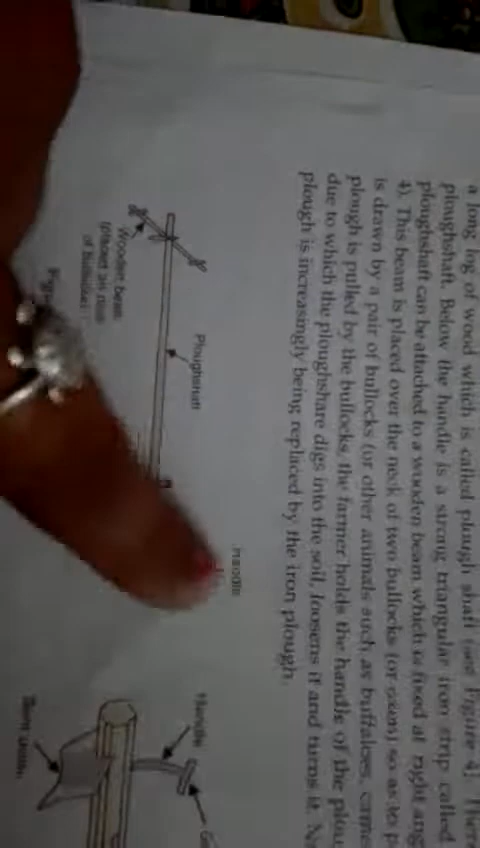 a long log of wood which is called plough shaft (see Figure 4). There
ploughshaft. Below the handle is a strong triangular iron strip called
ploughshaft can be attached to a wooden beam which is fixed at right ang
4). This beam is placed over the neck of two bullocks (or oxen) so as to p
is drawn by a pair of bullocks (or other animals such as buffaloes, came
plough is pulled by the bullocks, the farmer holds the handle of the plou
due to which the ploughshare digs into the soil, loosens it and turns it. No
plough is increasingly being replaced by the iron plough.
Handle
Ploughshaft
Wooden beam
(placed on neck
of bullocks)
Handle